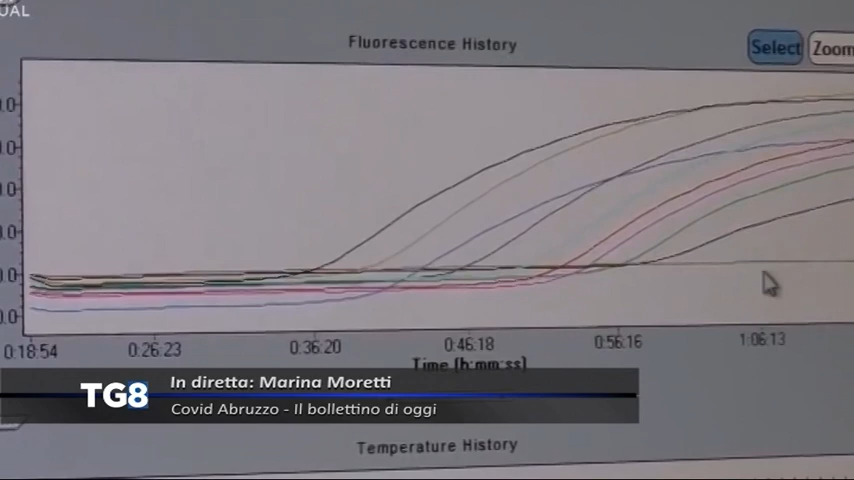 Fluorescence History
Select
Zoom
0:18:54
0:26:23
0:36:20
0:46:18
0:56:16
1:06:13
Time (h:mm:ss)
TG8
In diretta: Marina Moretti
Covid Abruzzo - Il bollettino di oggi
Temperature History